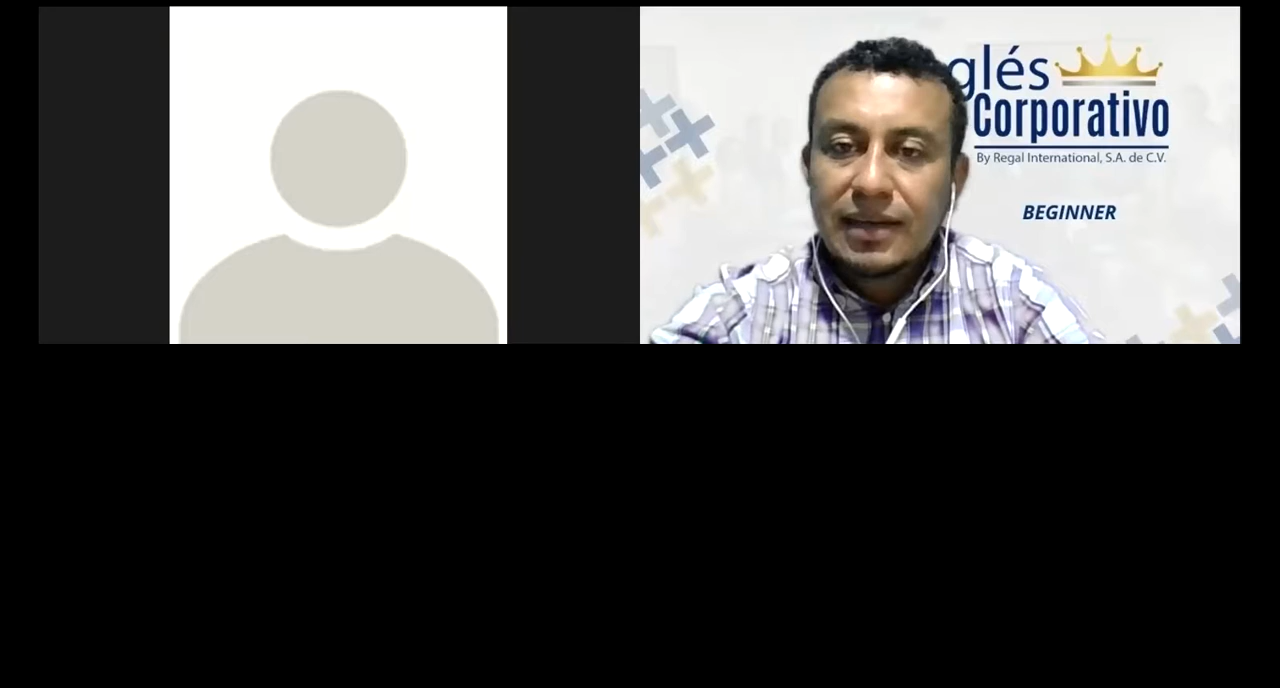 glés
Corporativo
By Regal International, S.A. de C.V.
BEGINNER